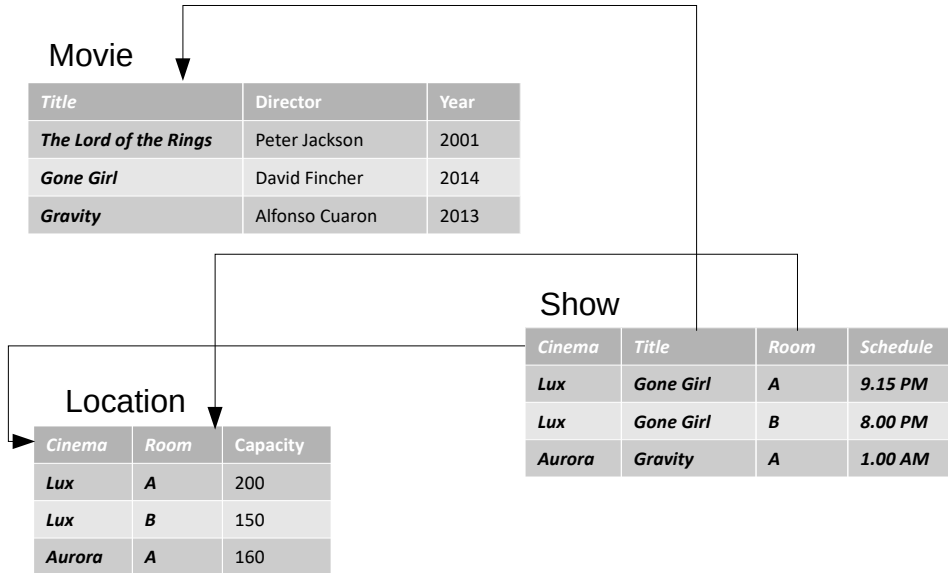 Movie
Title Director Year
The Lord of the Rings Peter Jackson 2001
Gone Girl David Fincher 2014
Gravity Alfonso Cuaron 2013
Show
Cinema Title Room Schedule
Lux Gone Girl A 9.15 PM
Lux Gone Girl B 8.00 PM
Aurora Gravity A 1.00 AM
Location
Cinema Room Capacity
Lux A 200
Lux B 150
Aurora A 160